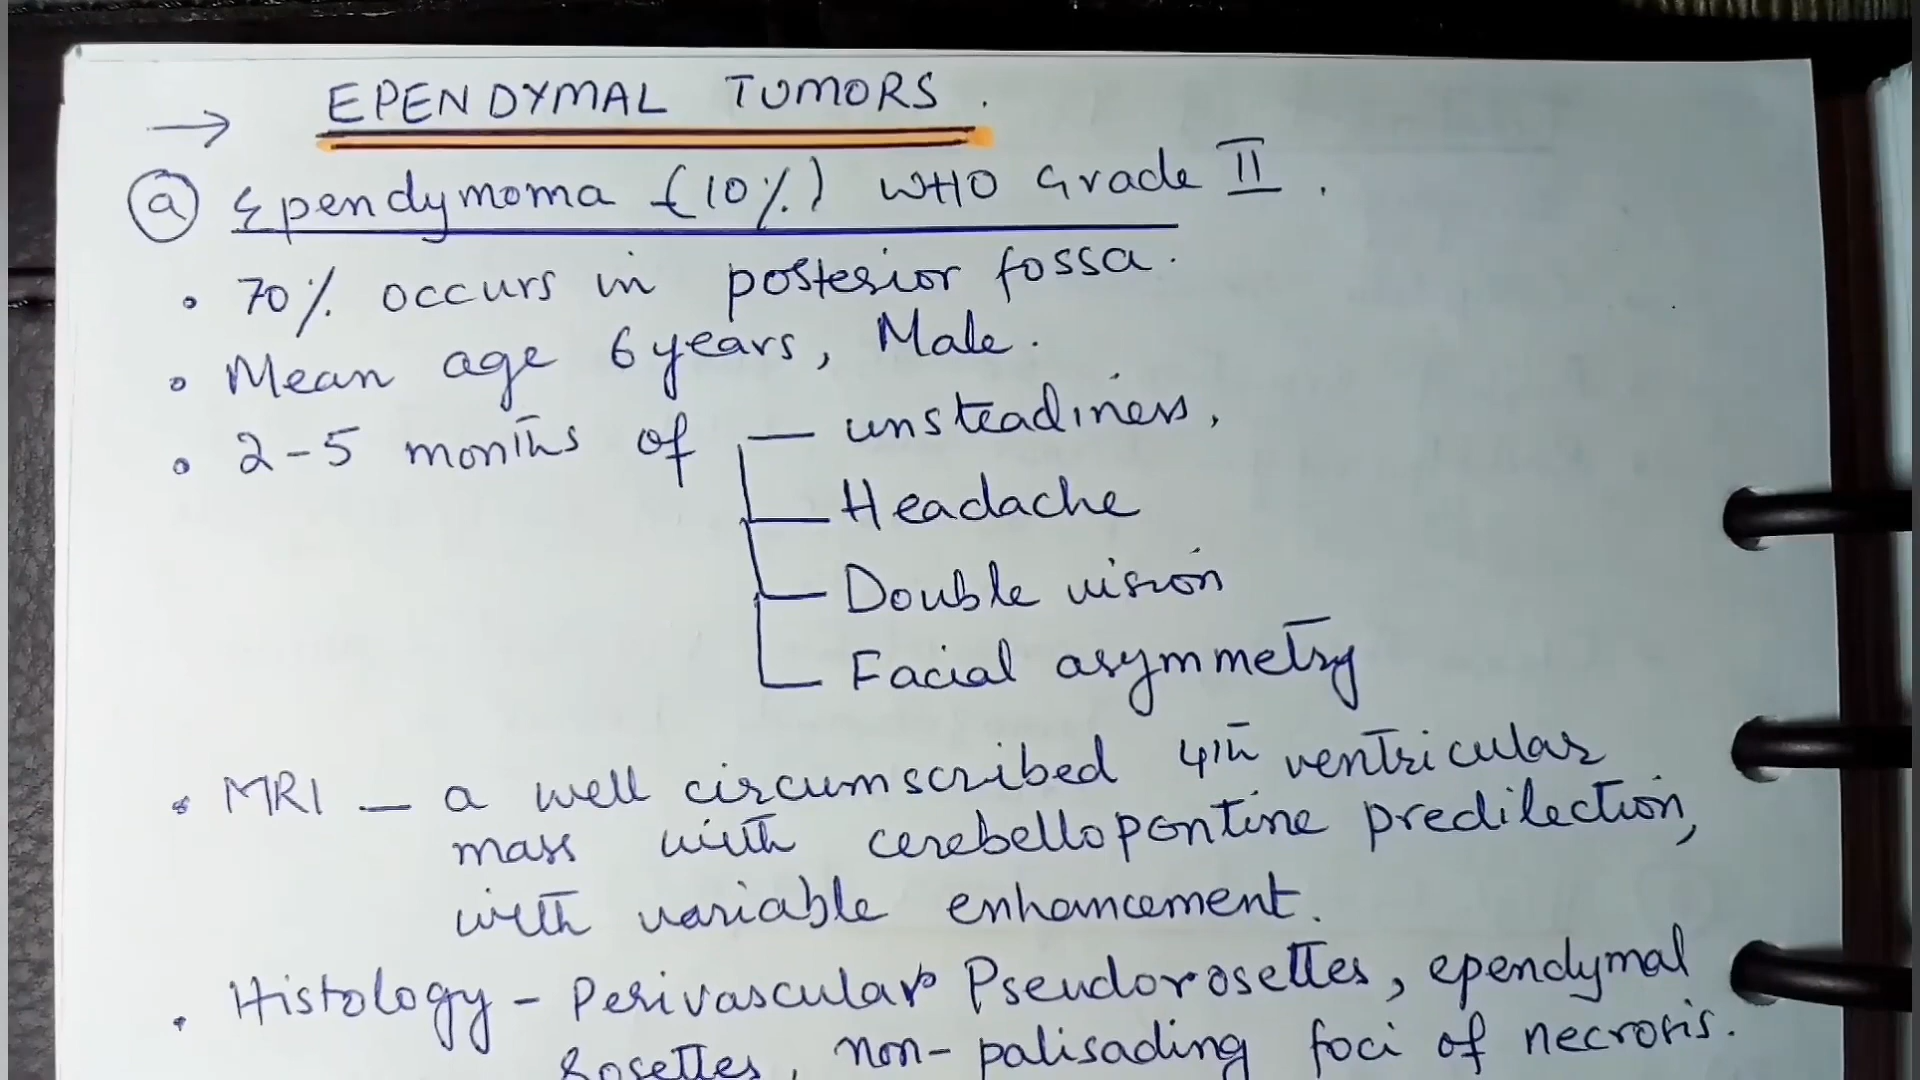 → EPENDYMAL TUMORS.
(a) Ependymoma (10%) WHO Grade II.
• 70% occurs in posterior fossa.
• Mean age 6 years, Male.
• 2-5 months of — unsteadiness,
— Headache
— Double vision
— Facial asymmetry
• MRI — a well circumscribed 4th ventricular
mass with cerebellopontine predilection,
with variable enhancement.
• Histology - Perivascular Pseudorosettes, ependymal
rosettes, non-palisading foci of necrosis.